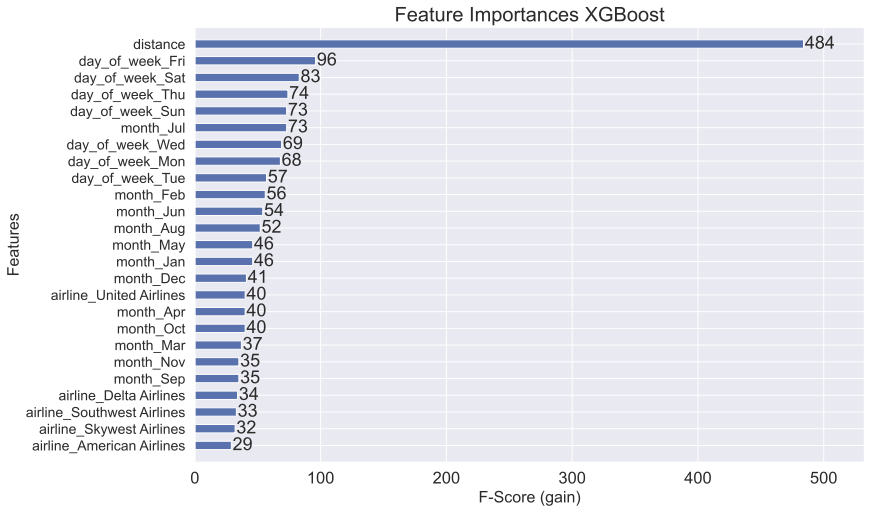 Feature Importances XGBoost
distance 484
day_of_week_Fri 96
day_of_week_Sat 83
day_of_week_Thu 74
day_of_week_Sun 73
month_Jul 73
day_of_week_Wed 69
day_of_week_Mon 68
day_of_week_Tue 57
month_Feb 56
month_Jun 54
month_Aug 52
month_May 46
month_Jan 46
month_Dec 41
airline_United Airlines 40
month_Apr 40
month_Oct 40
month_Mar 37
month_Nov 35
month_Sep 35
airline_Delta Airlines 34
airline_Southwest Airlines 33
airline_Skywest Airlines 32
airline_American Airlines 29
Features
0 100 200 300 400 500
F-Score (gain)